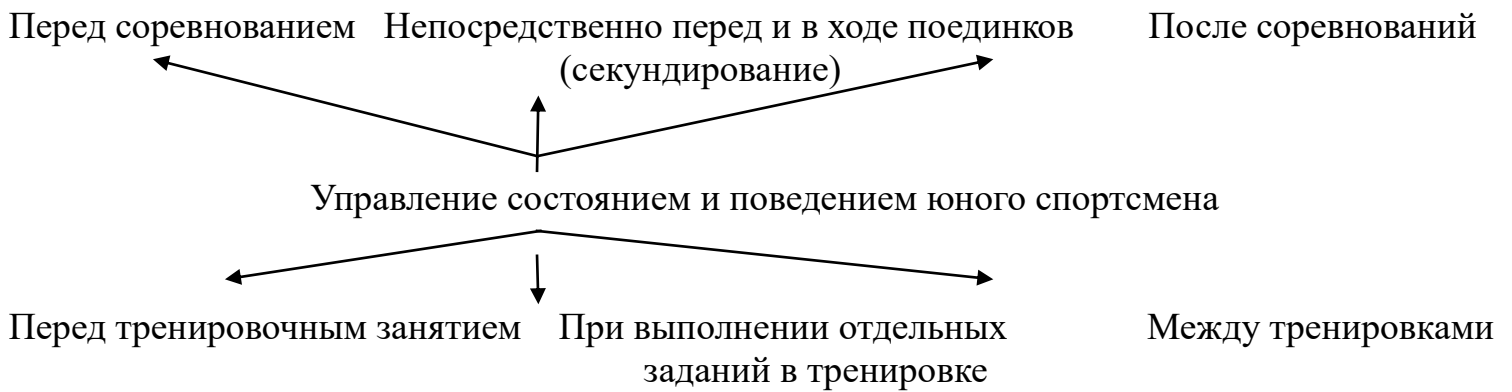 Перед соревнованием Непосредственно перед и в ходе поединков После соревнований
(секундирование)
Управление состоянием и поведением юного спортсмена
Перед тренировочным занятием При выполнении отдельных Между тренировками
заданий в тренировке